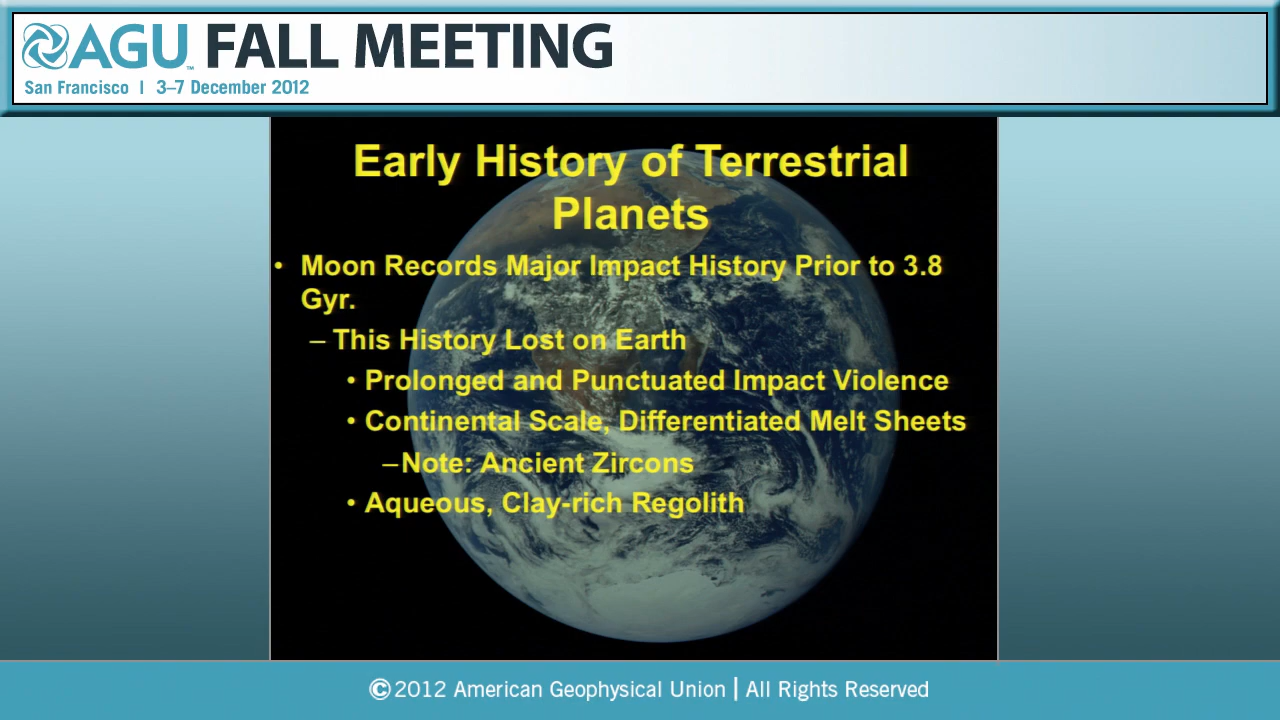 AGU™ FALL MEETING
San Francisco | 3–7 December 2012
Early History of Terrestrial
Planets
• Moon Records Major Impact History Prior to 3.8
Gyr.
– This History Lost on Earth
• Prolonged and Punctuated Impact Violence
• Continental Scale, Differentiated Melt Sheets
–Note: Ancient Zircons
• Aqueous, Clay-rich Regolith
©2012 American Geophysical Union | All Rights Reserved